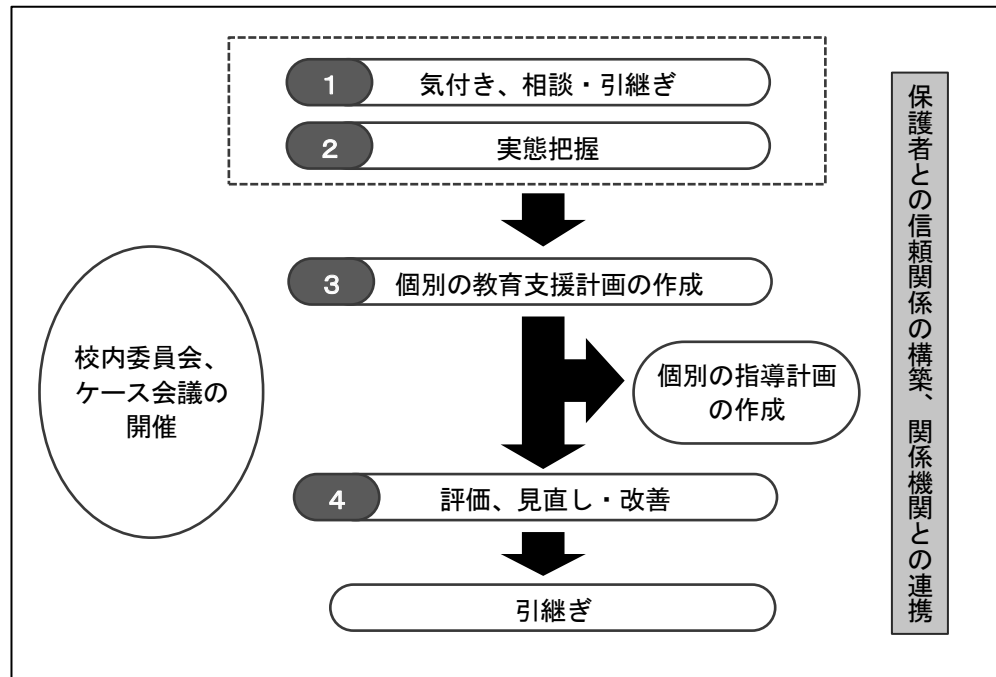 1 気付き、相談・引継ぎ
2 実態把握
3 個別の教育支援計画の作成
校内委員会、
ケース会議の
開催
個別の指導計画
の作成
4 評価、見直し・改善
引継ぎ
保護者との信頼関係の構築、関係機関との連携